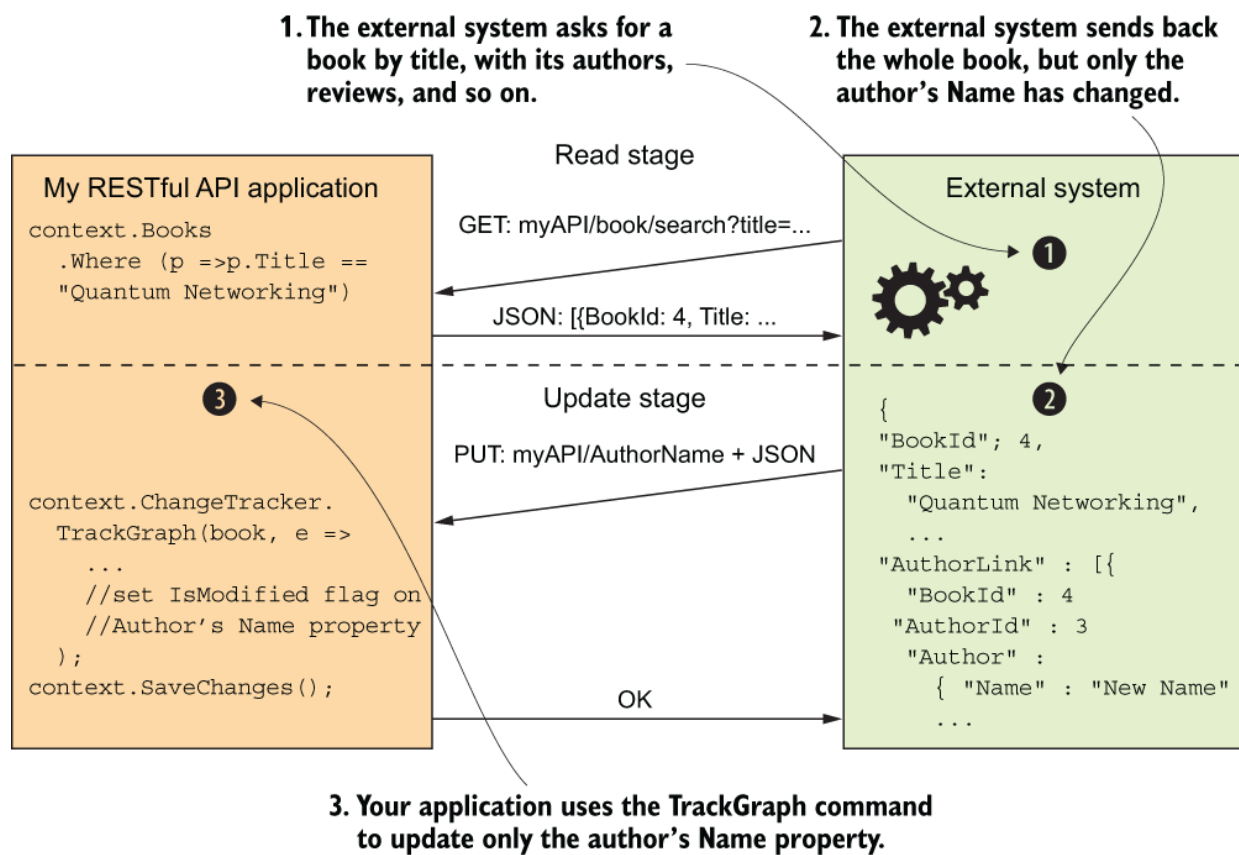 1. The external system asks for a
book by title, with its authors,
reviews, and so on.
2. The external system sends back
the whole book, but only the
author's Name has changed.
Read stage
My RESTful API application
External system
context.Books
.Where (p =>p.Title ==
"Quantum Networking")
GET: myAPI/book/search?title=...
1
JSON: [{BookId: 4, Title: ...
3
Update stage
2
PUT: myAPI/AuthorName + JSON
context.ChangeTracker.
TrackGraph(book, e =>
...
//set IsModified flag on
//Author's Name property
);
context.SaveChanges();
{
"BookId"; 4,
"Title":
"Quantum Networking",
...
"AuthorLink" : [{
"BookId" : 4
"AuthorId" : 3
"Author" :
{ "Name" : "New Name"
...
OK
3. Your application uses the TrackGraph command
to update only the author's Name property.